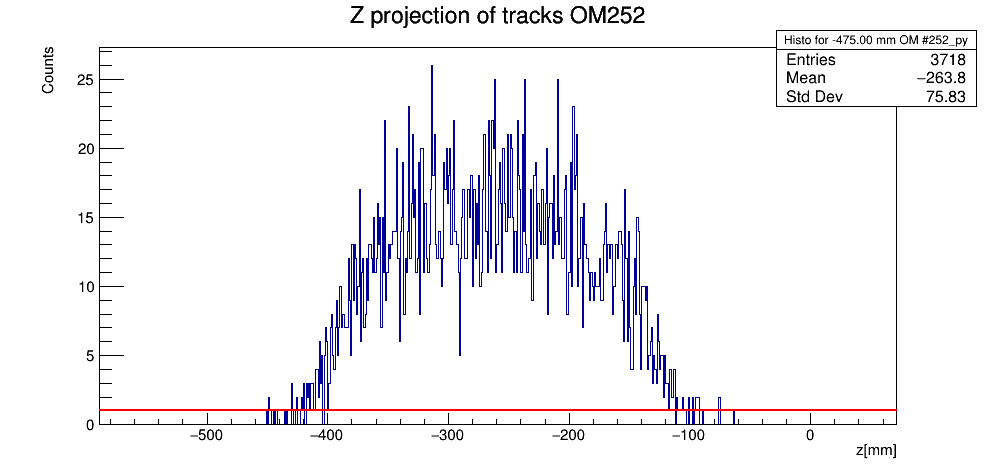 Z projection of tracks OM252
Histo for -475.00 mm OM #252_py
Entries 3718
Mean −263.8
Std Dev 75.83
Counts
25
20
15
10
5
0
−500 −400 −300 −200 −100 0
z[mm]